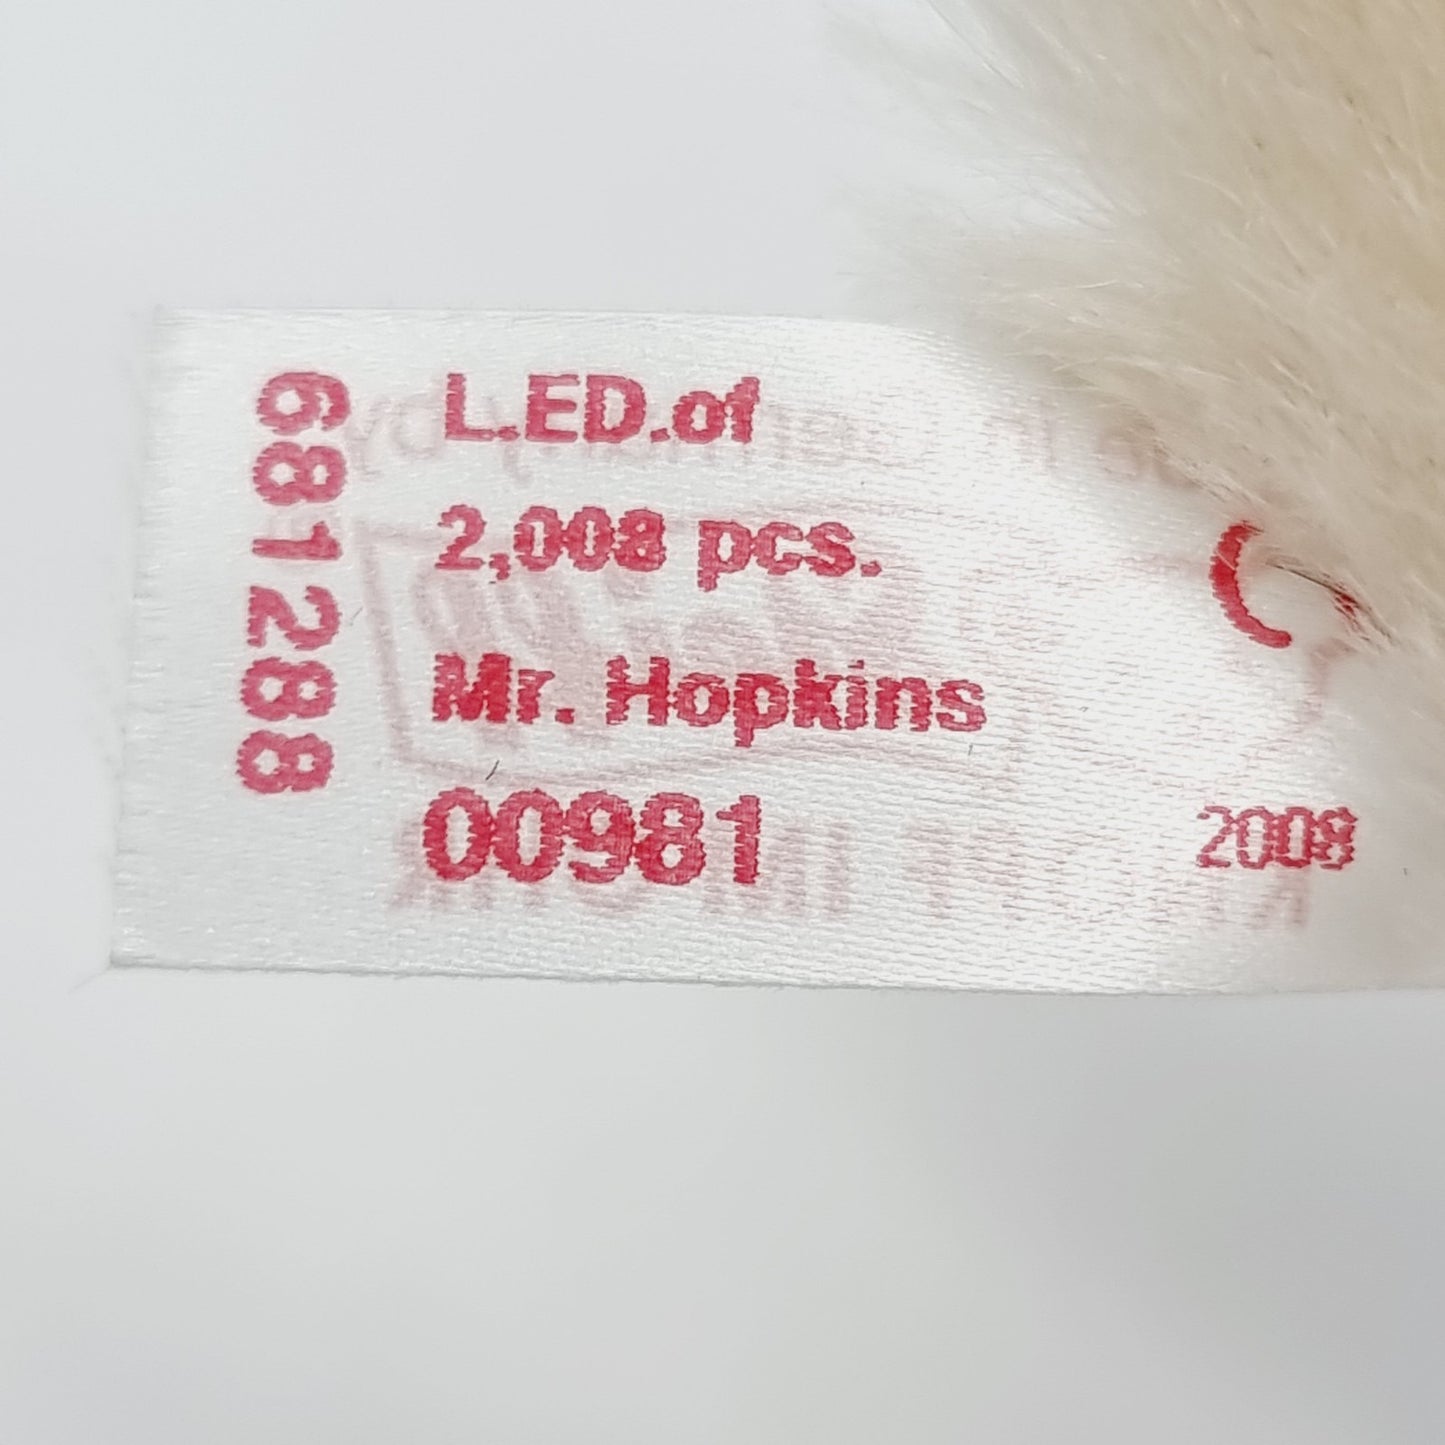 681288
L.ED.of
2,008 pcs.
Mr. Hopkins
00981
2008